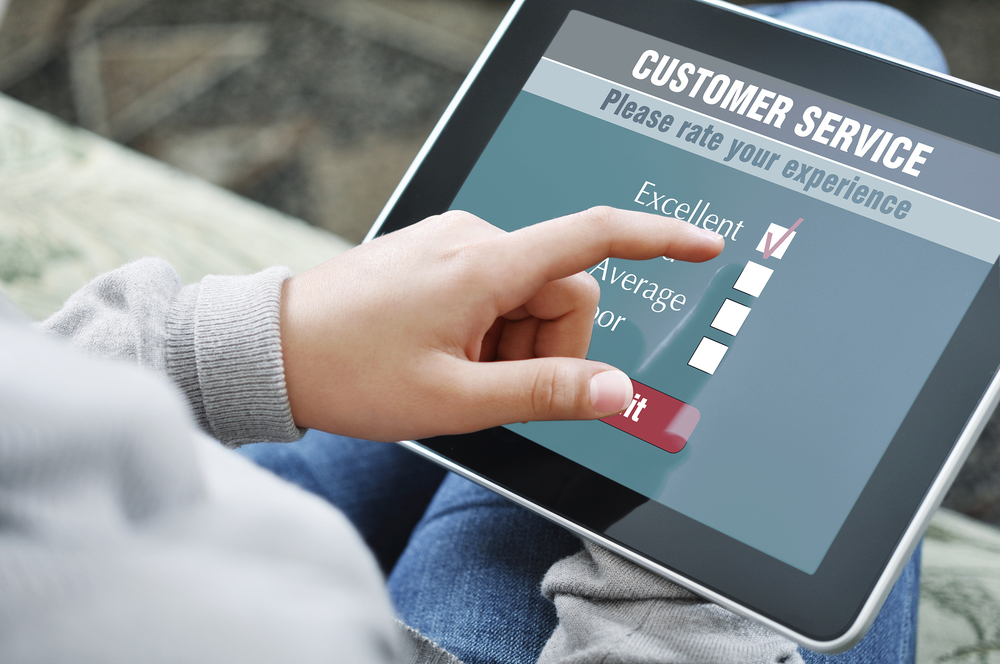 CUSTOMER SERVICE
Please rate your experience
Excellent
Average